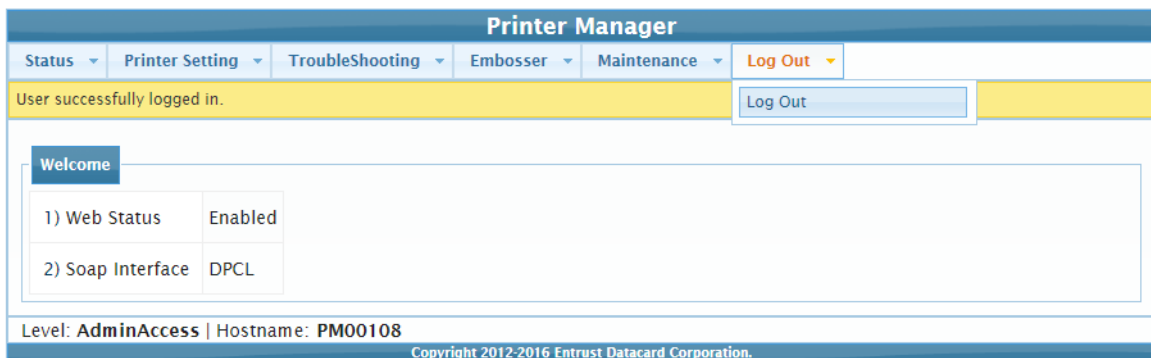 Printer Manager
Status Printer Setting TroubleShooting Embosser Maintenance Log Out
User successfully logged in.
Log Out
Welcome
1) Web Status Enabled
2) Soap Interface DPCL
Level: AdminAccess | Hostname: PM00108
Copyright 2012-2016 Entrust Datacard Corporation.